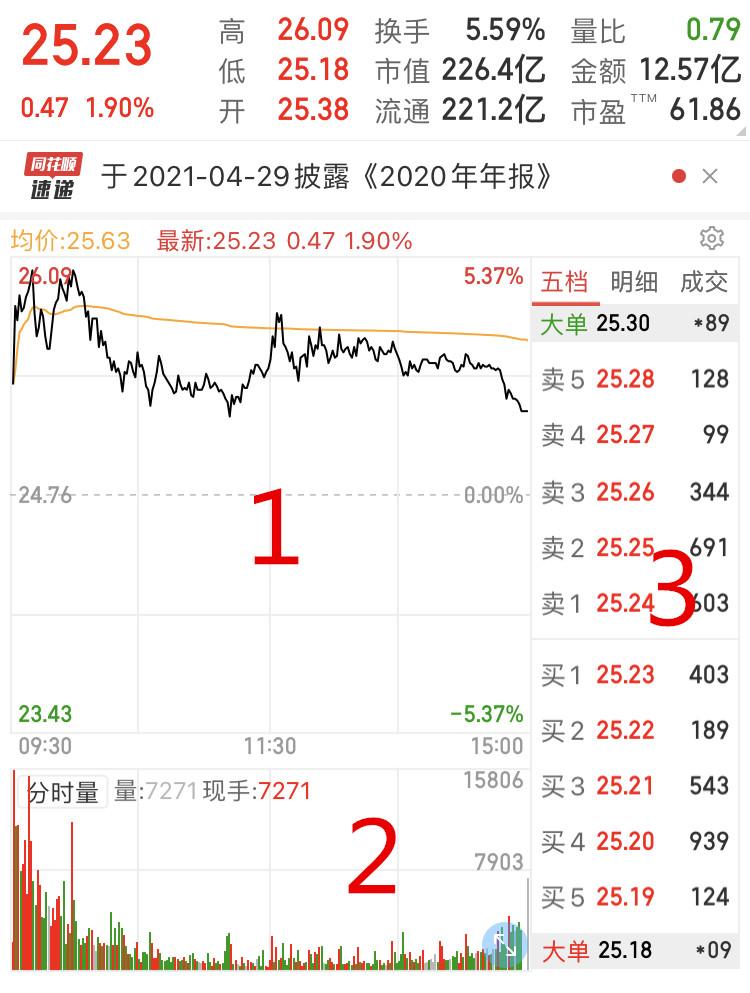 25.23
0.47 1.90%
高 26.09 换手 5.59% 量比 0.79
低 25.18 市值 226.4亿 金额 12.57亿
开 25.38 流通 221.2亿 市盈TTM 61.86
同花顺
速递
于2021-04-29披露《2020年年报》
均价:25.63 最新:25.23 0.47 1.90%
26.09 5.37%
24.76 0.00%
23.43 -5.37%
09:30 11:30 15:00
1
分时量 量:7271现手:7271
15806
7903
2
五档 明细 成交
大单 25.30 *89
卖5 25.28 128
卖4 25.27 99
卖3 25.26 344
卖2 25.25 691
卖1 25.24 603
3
买1 25.23 403
买2 25.22 189
买3 25.21 543
买4 25.20 939
买5 25.19 124
大单 25.18 *09